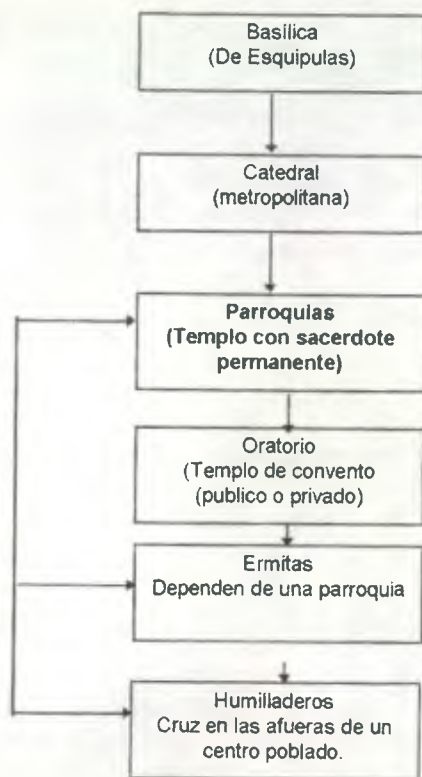 Basílica
(De Esquipulas)
Catedral
(metropolitana)
Parroquias
(Templo con sacerdote
permanente)
Oratorio
(Templo de convento
(publico o privado)
Ermitas
Dependen de una parroquia
Humilladeros
Cruz en las afueras de un
centro poblado.